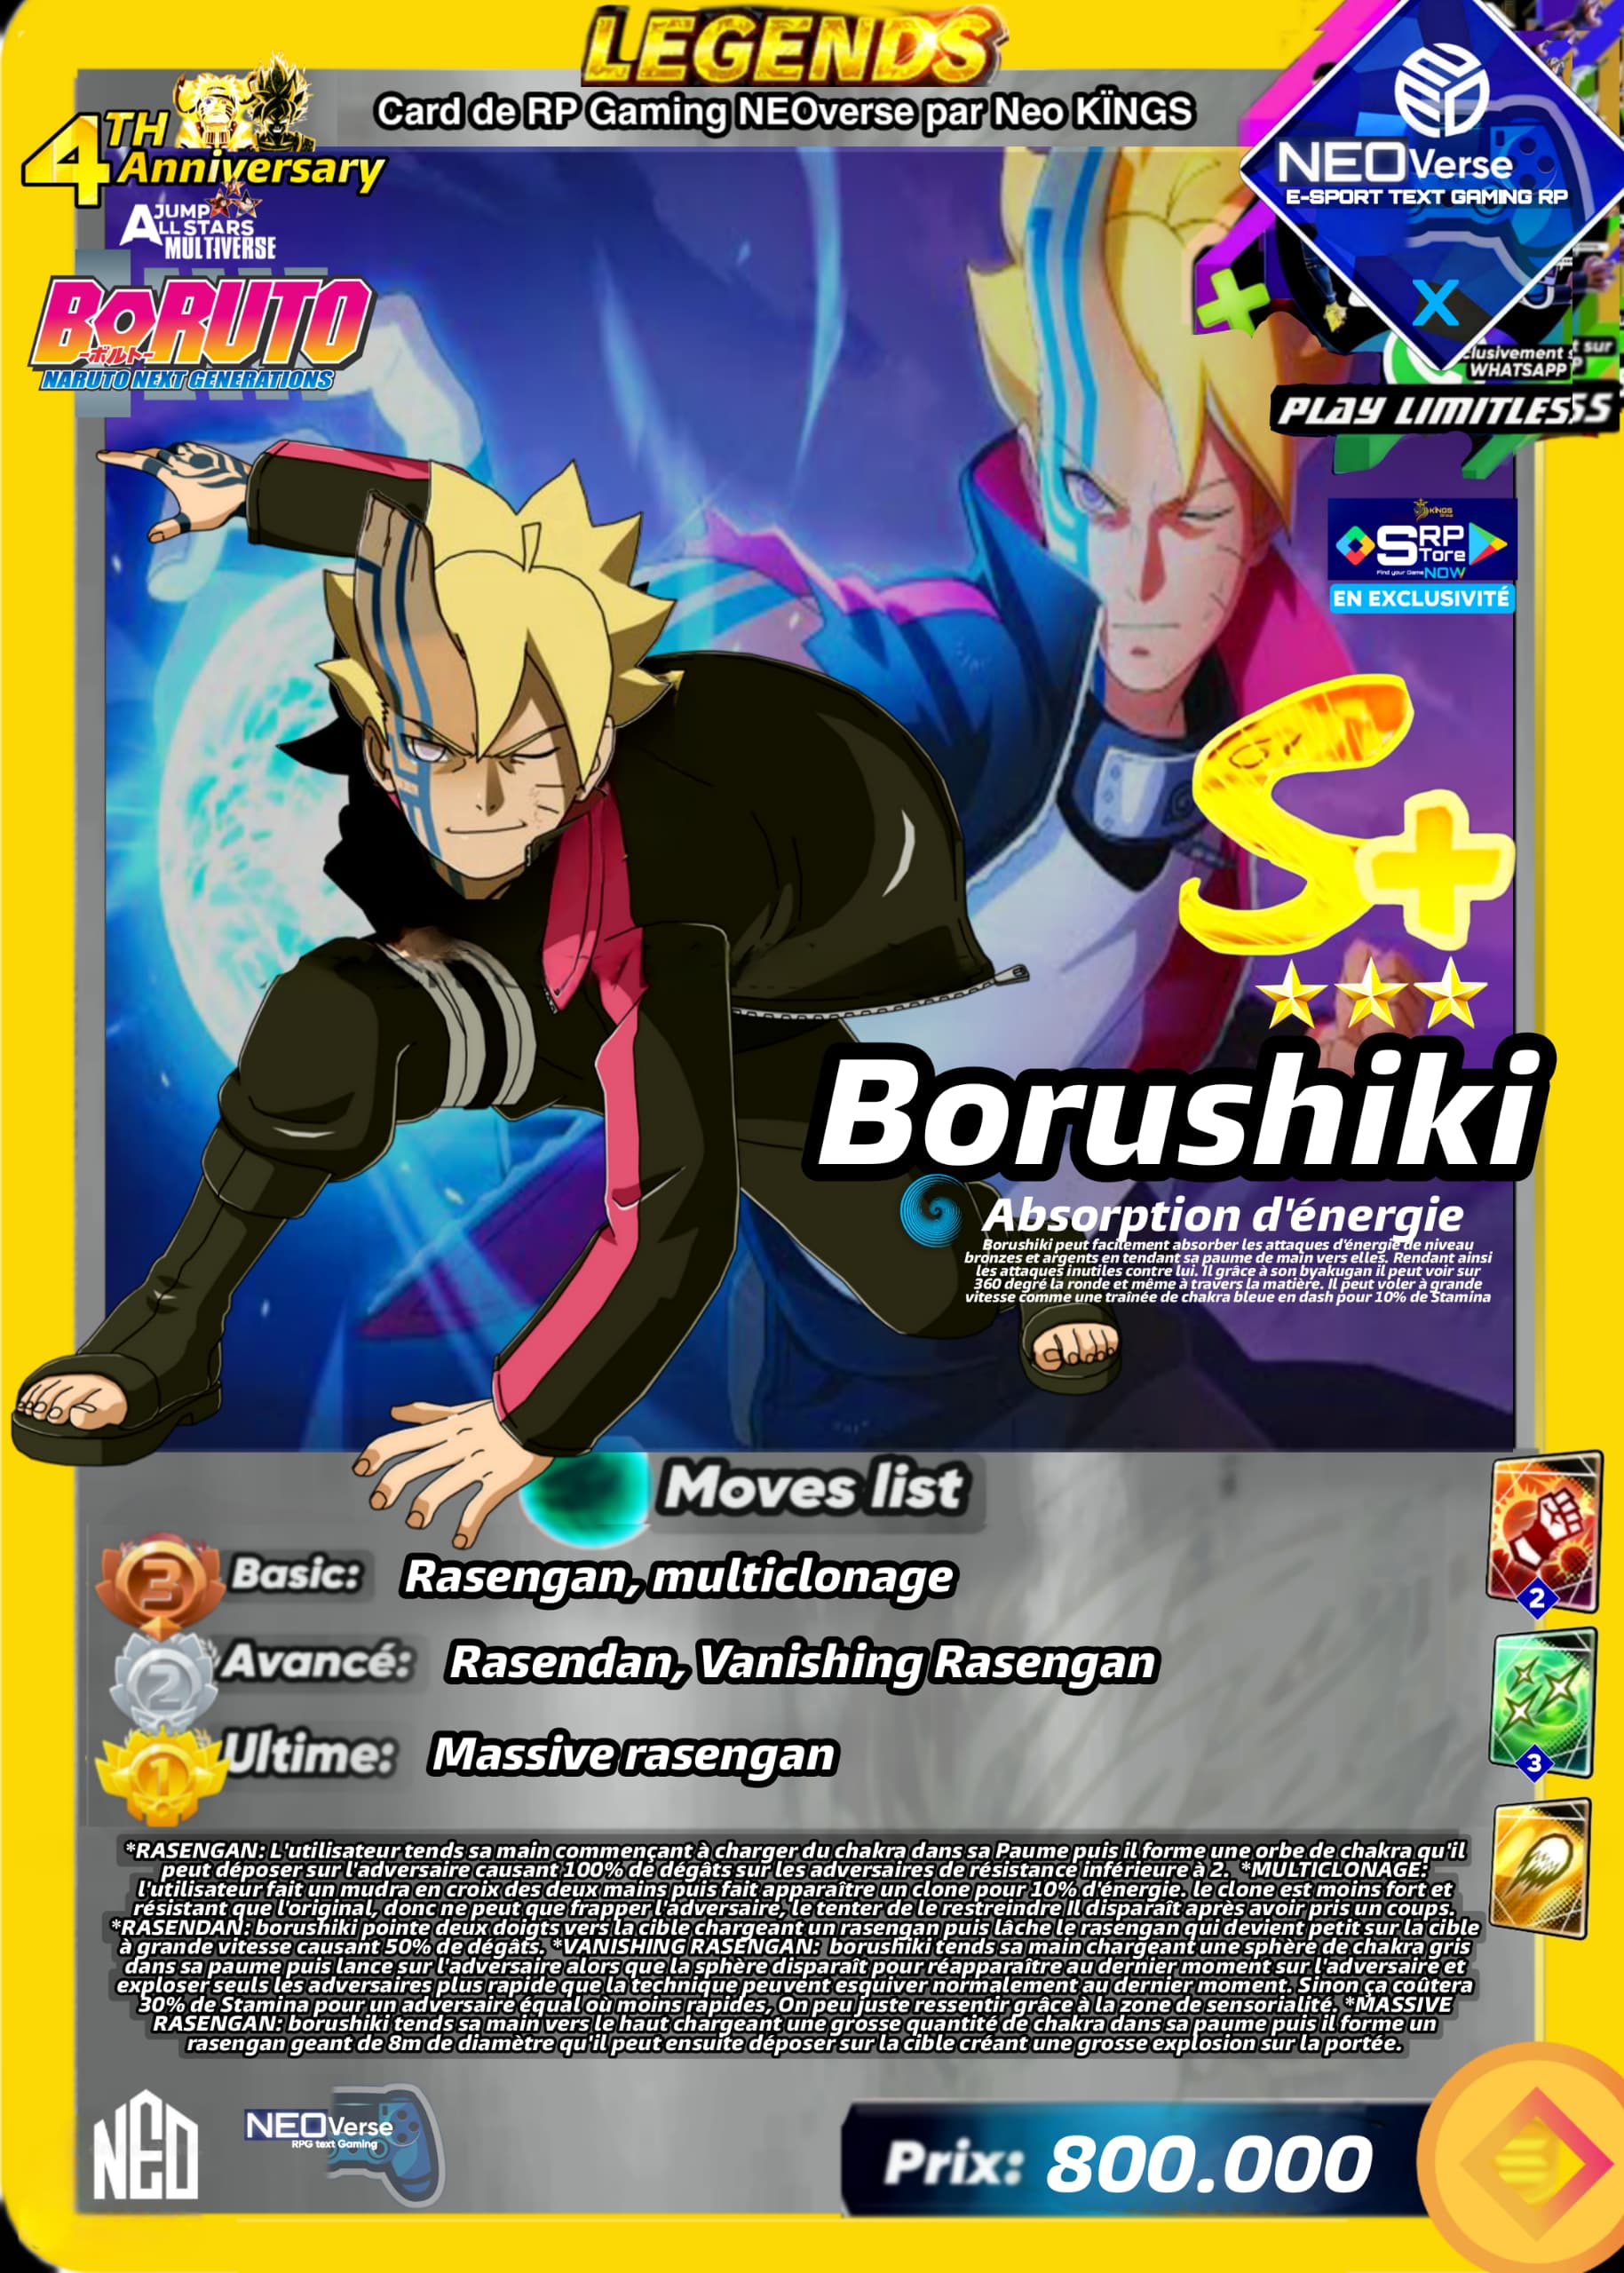 LEGENDS
Card de RP Gaming NEOverse par Neo KÏNGS
4TH
Anniversary
JUMP
ALL STARS
MULTIVERSE
BORUTO
-ボルト-
NARUTO NEXT GENERATIONS
NEOVerse
E-SPORT TEXT GAMING RP
X
clusivement
t sur
WHATSAPP
PLAY LIMITLESS
KINGS
SRP
Tore
Find your Game NOW
EN EXCLUSIVITÉ
S+
Borushiki
Absorption d'énergie
Borushiki peut facilement absorber les attaques d'énergie de niveau
bronzes et argents en tendant sa paume de main vers elles. Rendant ainsi
les attaques inutiles contre lui. Il grâce à son byakugan il peut voir sur
360 degré la ronde et même à travers la matière. Il peut voler à grande
vitesse comme une traînée de chakra bleue en dash pour 10% de Stamina
Moves list
3 Basic: Rasengan, multiclonage
2
2 Avancé: Rasendan, Vanishing Rasengan
3
1 Ultime: Massive rasengan
*RASENGAN: L'utilisateur tends sa main commençant à charger du chakra dans sa Paume puis il forme une orbe de chakra qu'il
peut déposer sur l'adversaire causant 100% de dégâts sur les adversaires de résistance inférieure à 2. *MULTICLONAGE:
l'utilisateur fait un mudra en croix des deux mains puis fait apparaître un clone pour 10% d'énergie. le clone est moins fort et
résistant que l'original, donc ne peut que frapper l'adversaire, le tenter de le restreindre Il disparaît après avoir pris un coups.
*RASENDAN: borushiki pointe deux doigts vers la cible chargeant un rasengan puis lâche le rasengan qui devient petit sur la cible
à grande vitesse causant 50% de dégâts. *VANISHING RASENGAN: borushiki tends sa main chargeant une sphère de chakra gris
dans sa paume puis lance sur l'adversaire alors que la sphère disparaît pour réapparaître au dernier moment sur l'adversaire et
exploser seuls les adversaires plus rapide que la technique peuvent esquiver normalement au dernier moment. Sinon ça coûtera
30% de Stamina pour un adversaire équal où moins rapides, On peu juste ressentir grâce à la zone de sensorialité. *MASSIVE
RASENGAN: borushiki tends sa main vers le haut chargeant une grosse quantité de chakra dans sa paume puis il forme un
rasengan geant de 8m de diamètre qu'il peut ensuite déposer sur la cible créant une grosse explosion sur la portée.
NEO
NEOVerse
RPG text Gaming
Prix: 800.000